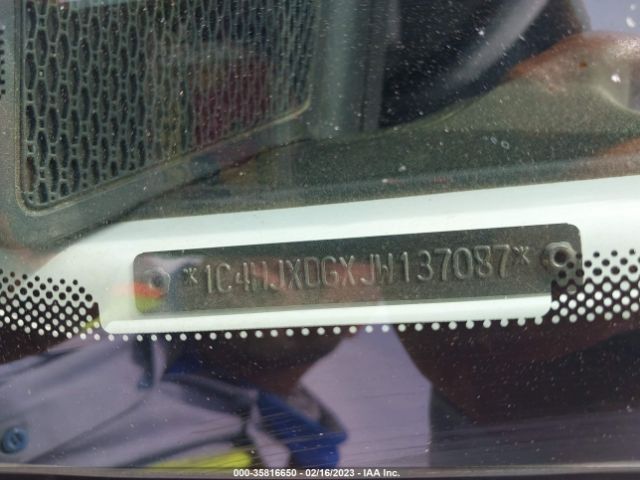 *1C4HJXDGXJW137087*
000-35816650 - 02/16/2023 - IAA Inc.